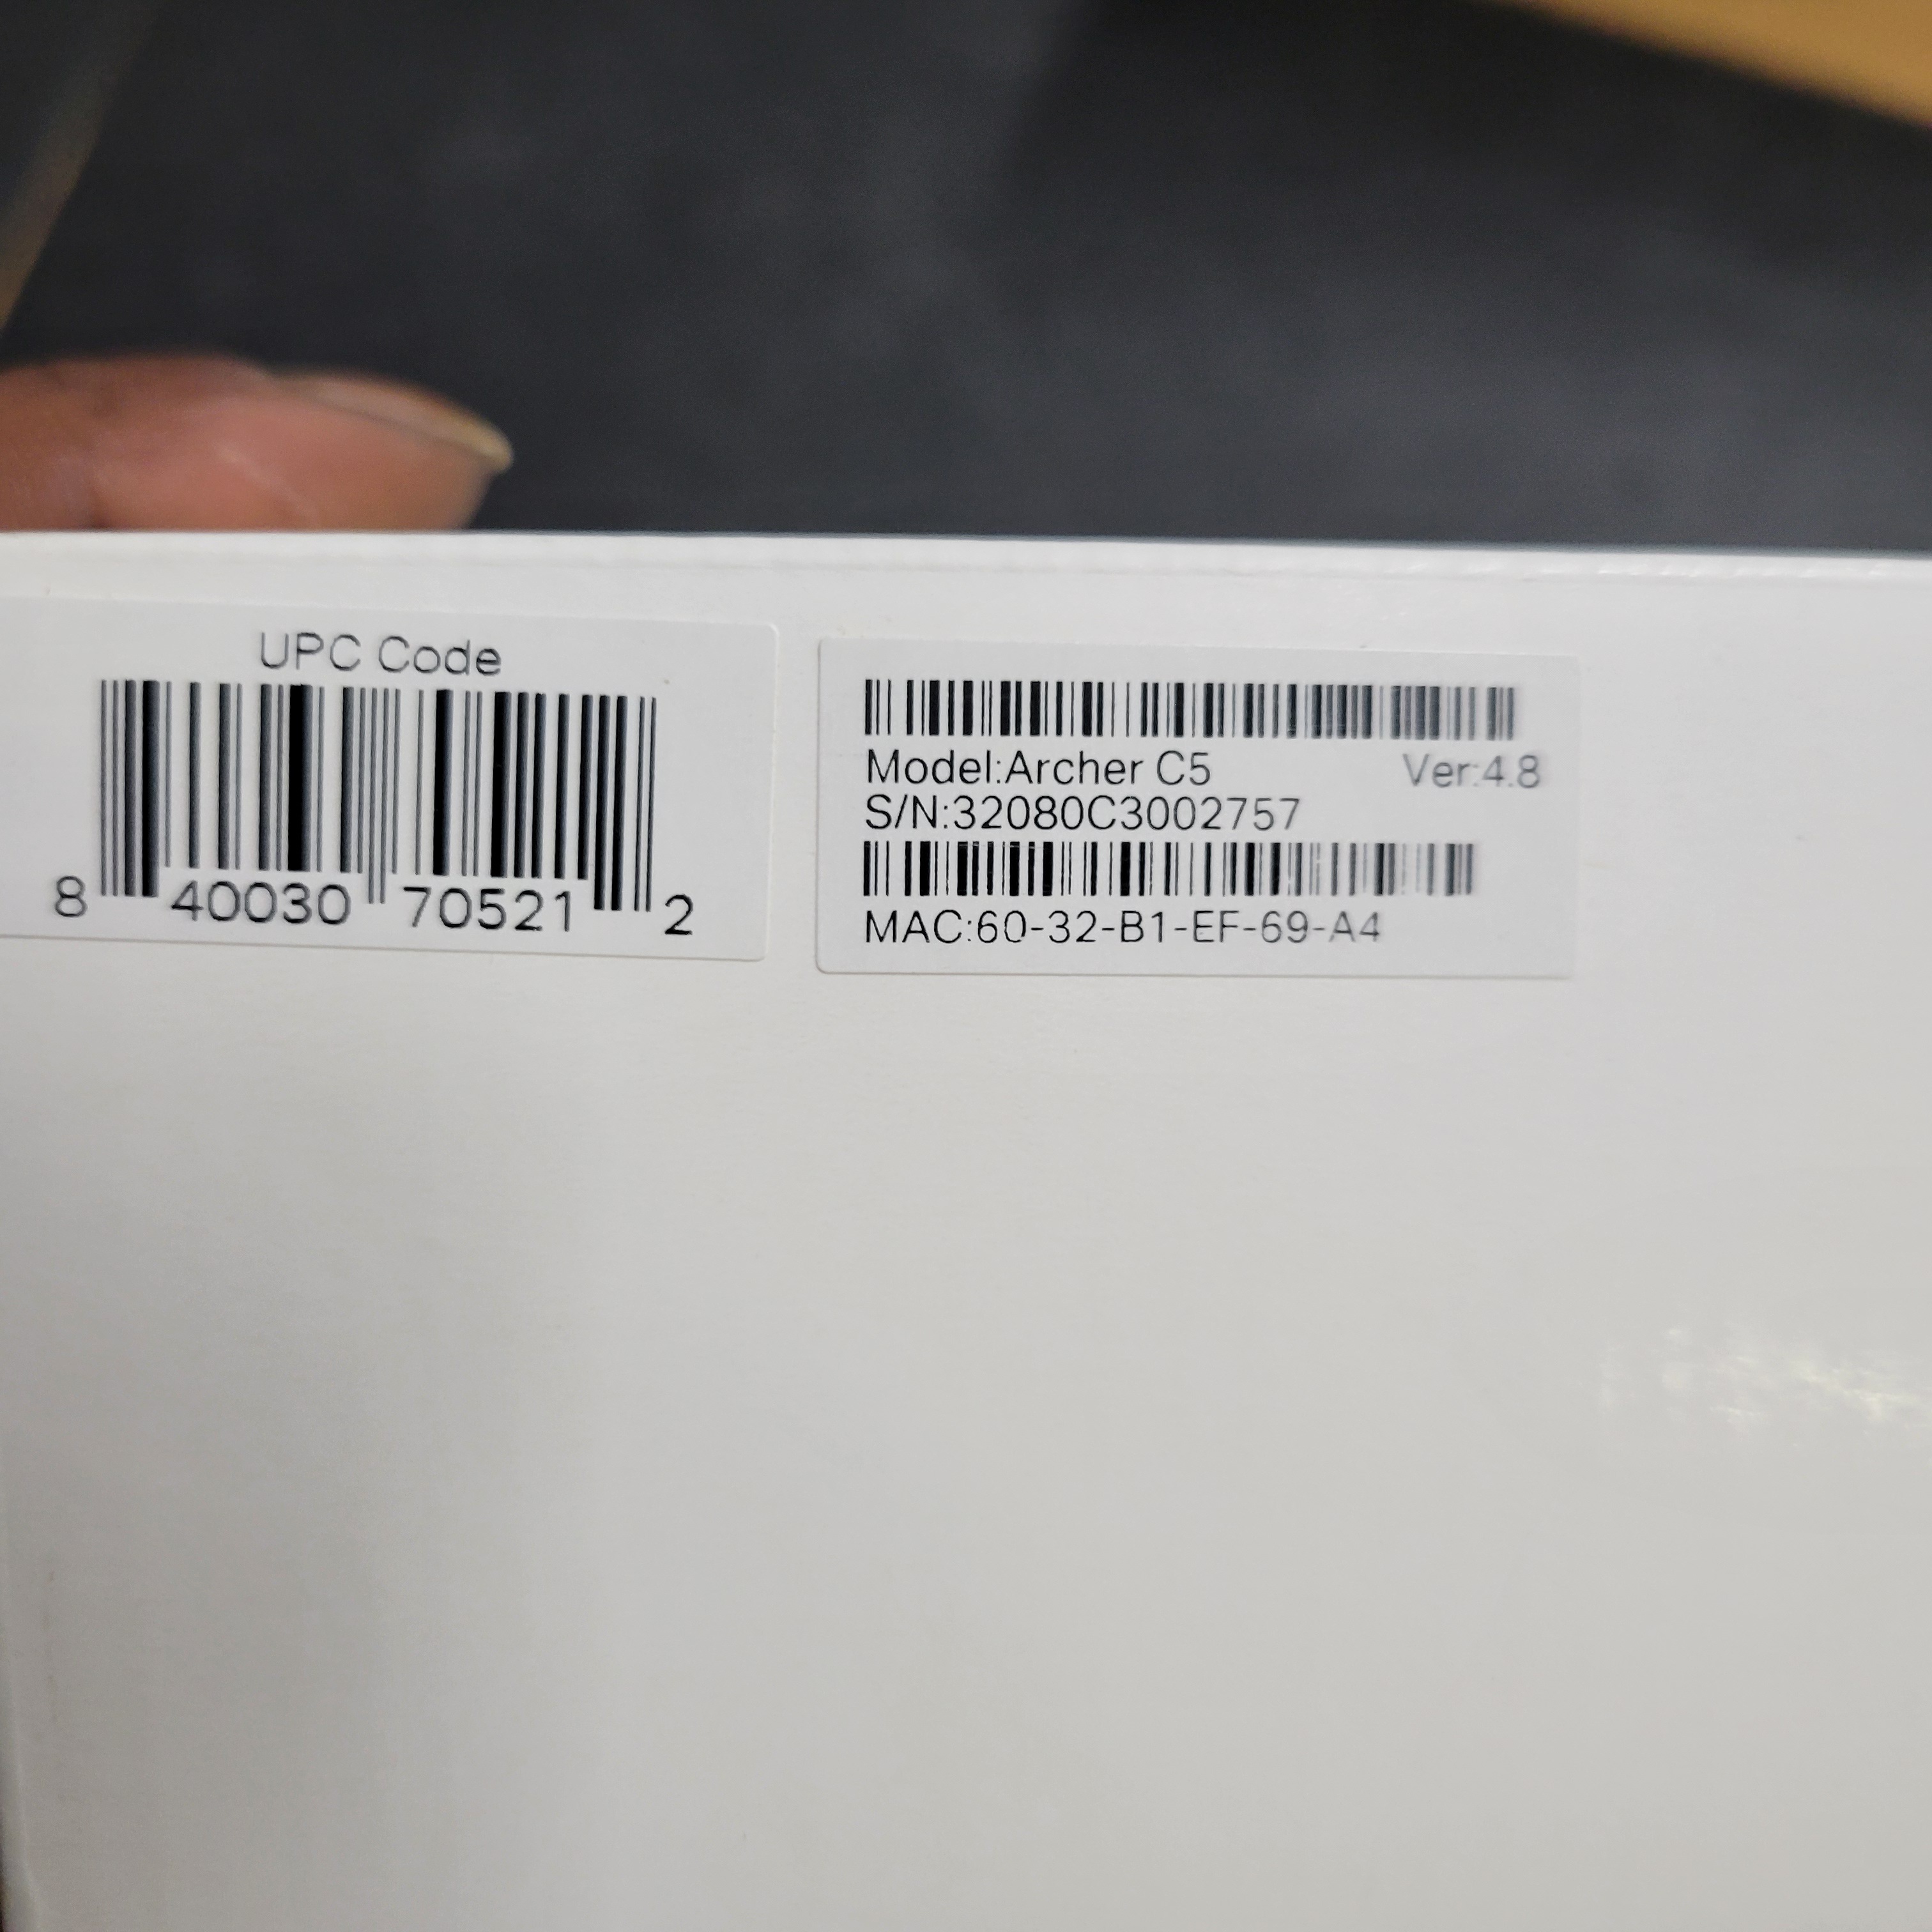 UPC Code
8 40030 70521 2
Model:Archer C5 Ver:4.8
S/N:32080C3002757
MAC:60-32-B1-EF-69-A4